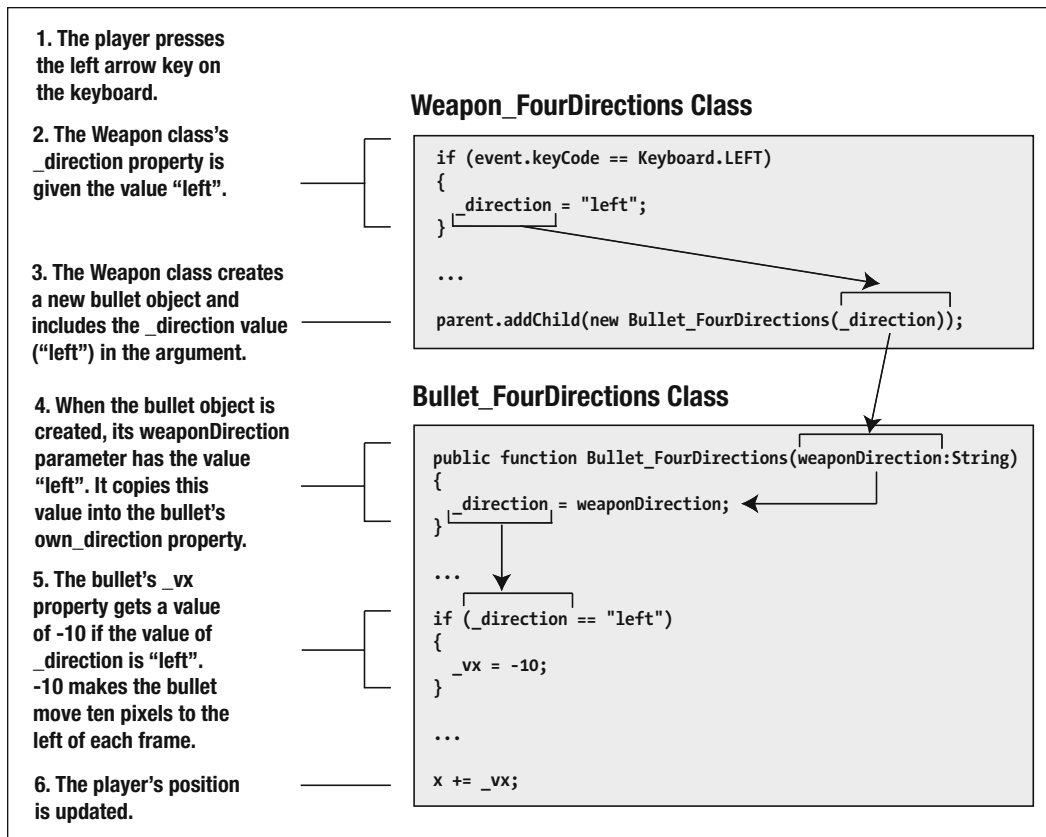 1. The player presses
the left arrow key on
the keyboard.
2. The Weapon class’s
_direction property is
given the value “left”.
3. The Weapon class creates
a new bullet object and
includes the _direction value
(“left”) in the argument.
4. When the bullet object is
created, its weaponDirection
parameter has the value
“left”. It copies this
value into the bullet’s
own_direction property.
5. The bullet’s _vx
property gets a value
of -10 if the value of
_direction is “left”.
-10 makes the bullet
move ten pixels to the
left of each frame.
6. The player’s position
is updated.
Weapon_FourDirections Class
if (event.keyCode == Keyboard.LEFT)
{
_direction = "left";
}
...
parent.addChild(new Bullet_FourDirections(_direction));
Bullet_FourDirections Class
public function Bullet_FourDirections(weaponDirection:String)
{
_direction = weaponDirection;
}
...
if (_direction == "left")
{
_vx = -10;
}
...
x += _vx;